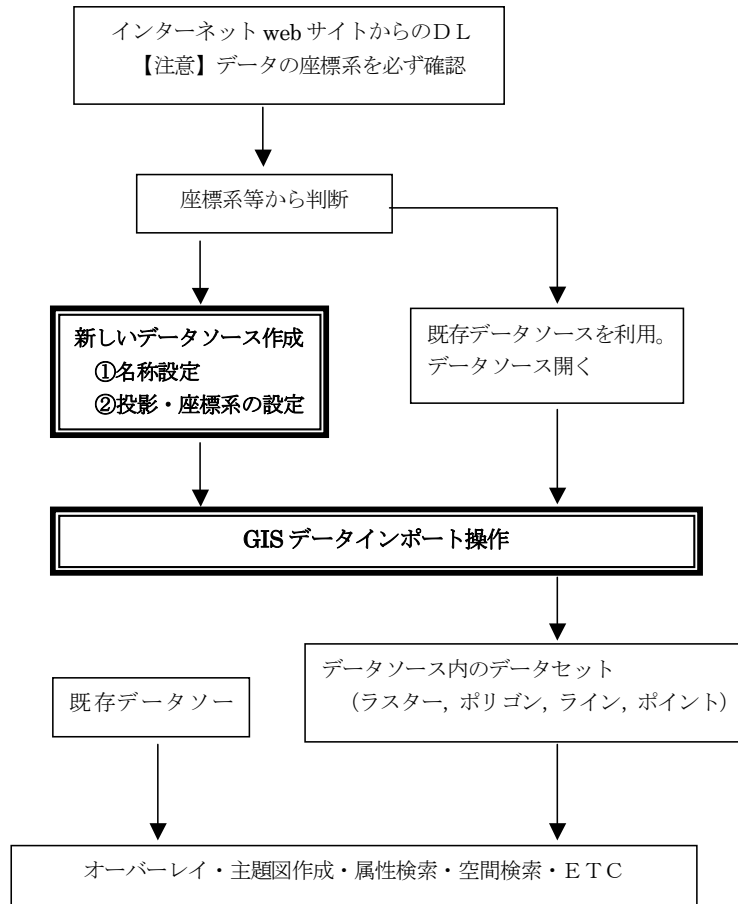 インターネット web サイトからのＤＬ
【注意】データの座標系を必ず確認
座標系等から判断
新しいデータソース作成
①名称設定
②投影・座標系の設定
既存データソースを利用。
データソース開く
GIS データインポート操作
データソース内のデータセット
（ラスター, ポリゴン, ライン, ポイント）
既存データソー
オーバーレイ・主題図作成・属性検索・空間検索・ＥＴＣ